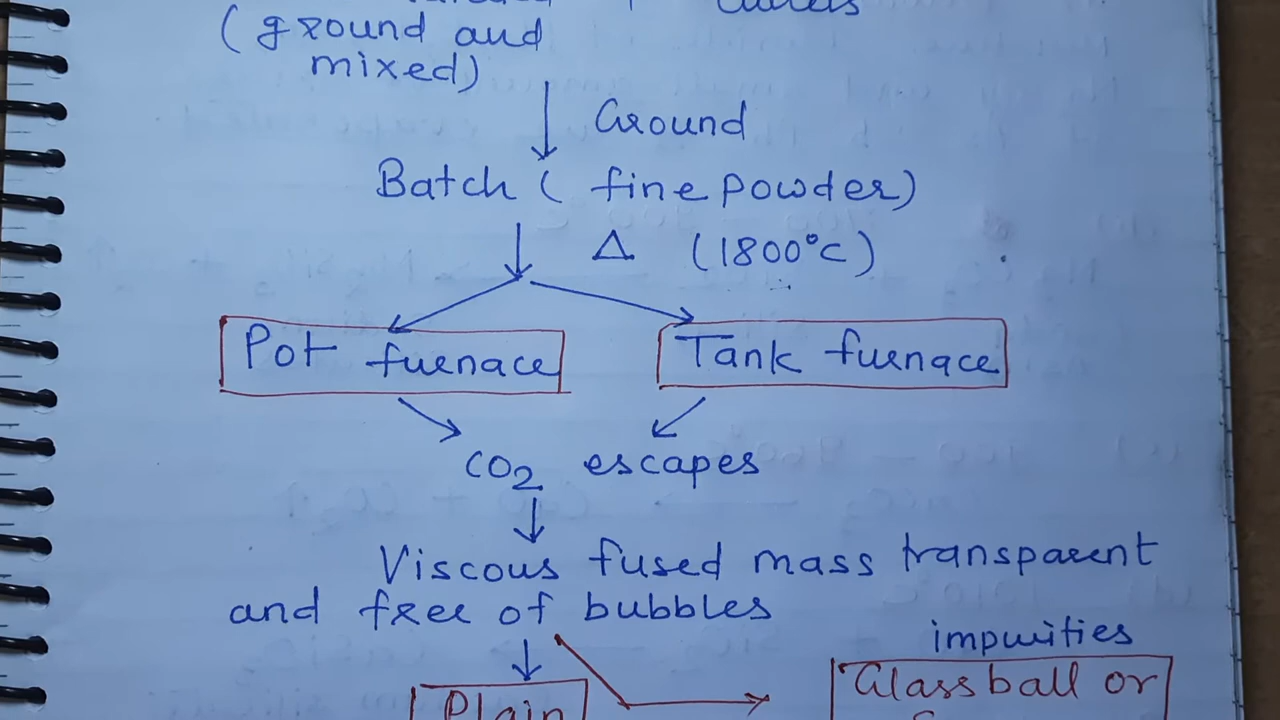 (ground and
mixed)
Ground
Batch ( fine powder)
Δ (1800°C)
Pot furnace
Tank furnace
CO₂ escapes
Viscous fused mass transparent
and free of bubbles
impurities
Plain
Glass ball or